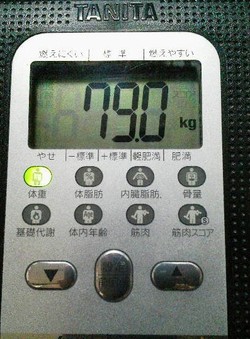 TANITA
燃えにくい 標準 燃えやすい
79.0 kg
やせ －標準 ＋標準 軽肥満 肥満
体重 体脂肪 内臓脂肪 骨量
基礎代謝 体内年齢 筋肉 筋肉スコア